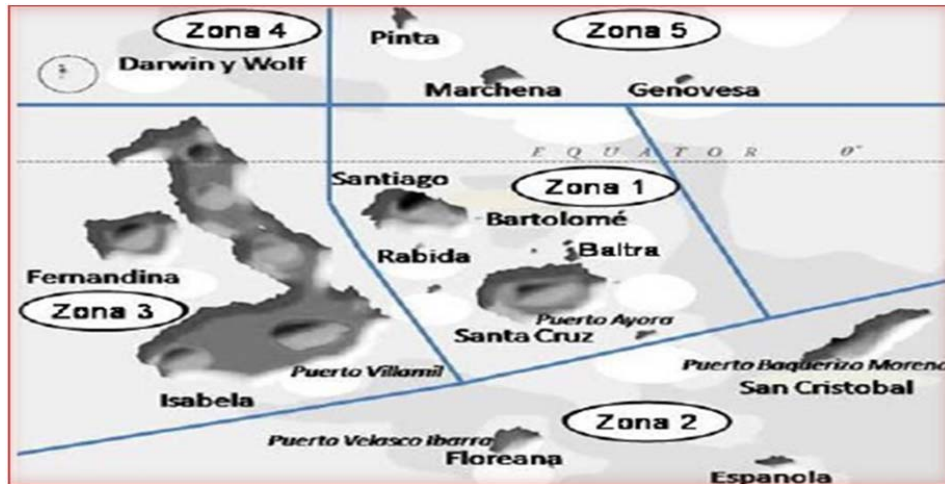 Zona 4
Pinta
Zona 5
Darwin y Wolf
Marchena
Genovesa
EQUATOR 0°
Santiago
Zona 1
Bartolomé
Rabida
Baltra
Fernandina
Zona 3
Puerto Ayora
Santa Cruz
Puerto Villamil
Puerto Baquerizo Moreno
San Cristobal
Isabela
Zona 2
Puerto Velasco Ibarra
Floreana
Espanola